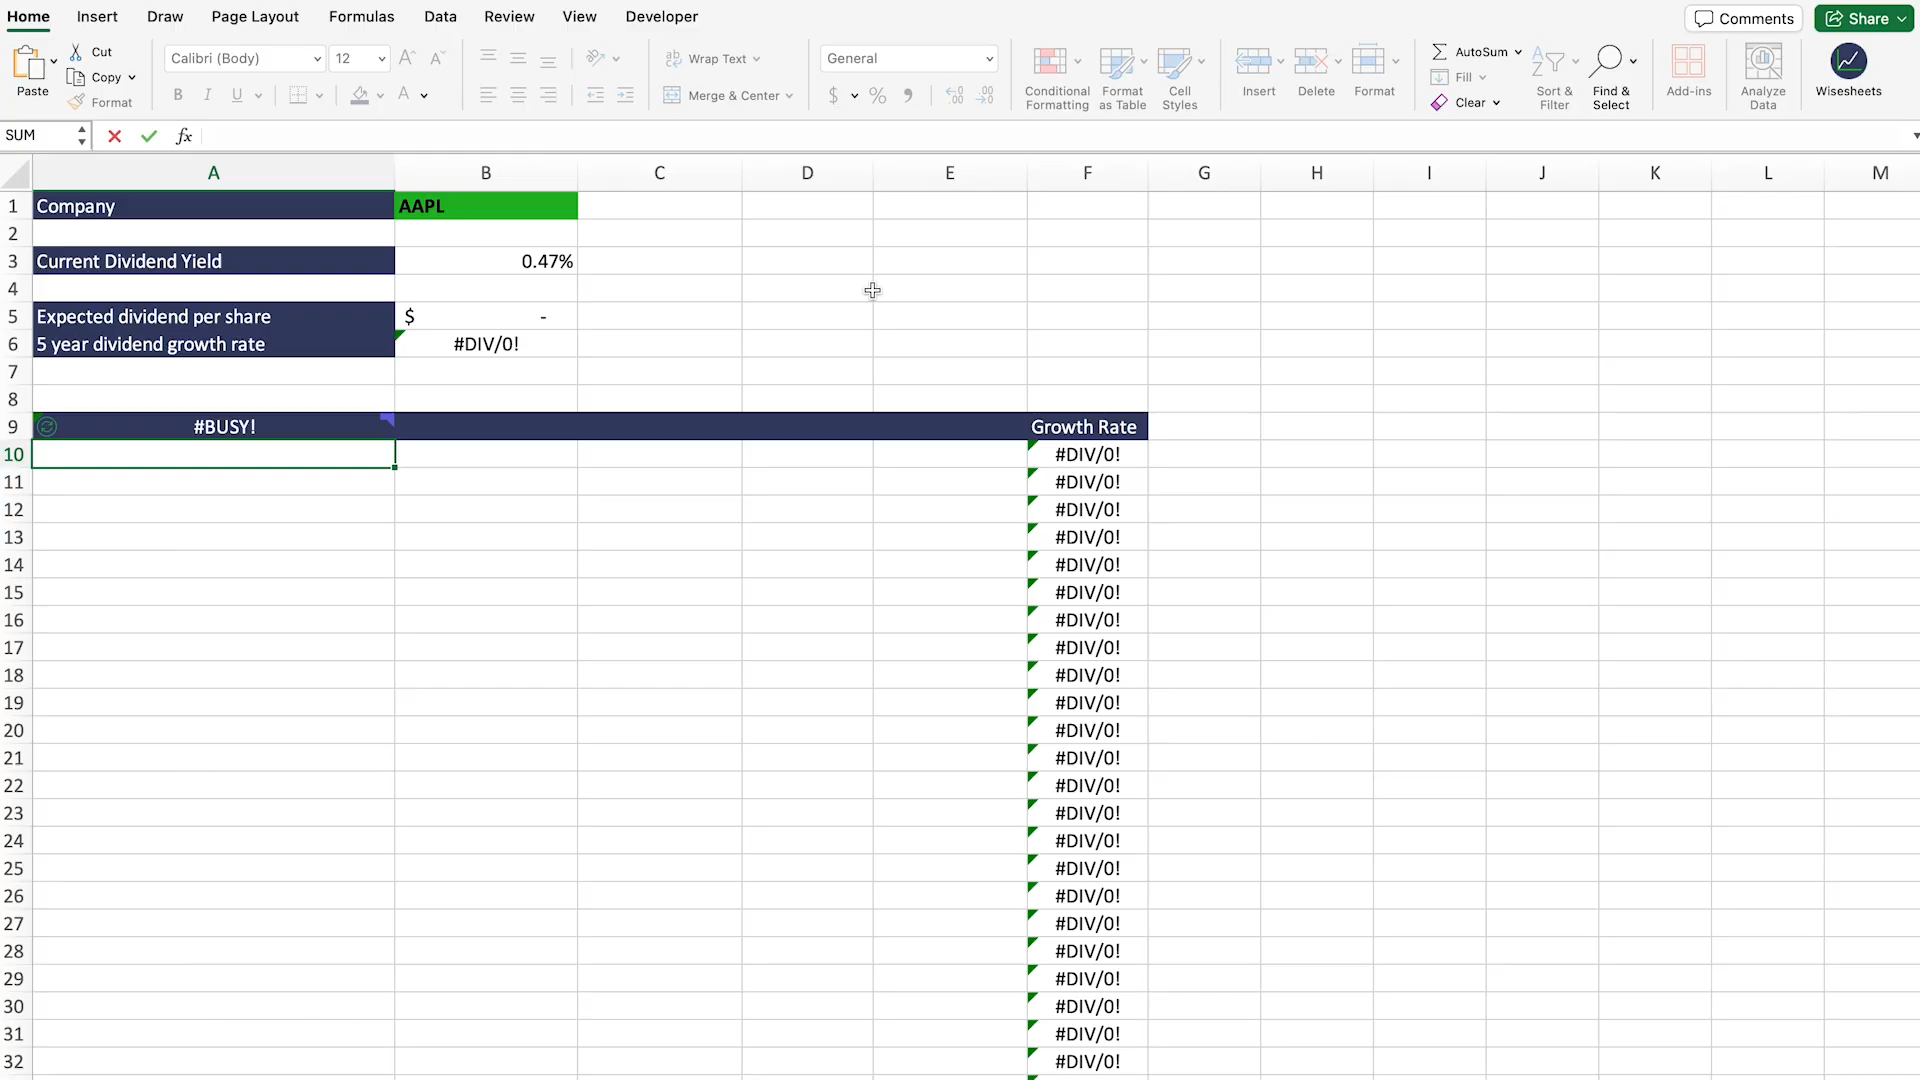 Home Insert Draw Page Layout Formulas Data Review View Developer Comments Share
Paste Cut Copy Format Calibri (Body) 12 A A B I U A ab Wrap Text Merge & Center General $ % Conditional Formatting Format as Table Cell Styles Insert Delete Format AutoSum Fill Clear Sort & Filter Find & Select Add-ins Analyze Data Wisesheets
SUM fx
A B C D E F G H I J K L M
1 Company AAPL
2
3 Current Dividend Yield 0.47%
4
5 Expected dividend per share $ -
6 5 year dividend growth rate #DIV/0!
7
8
9 #BUSY! Growth Rate
10 #DIV/0!
11 #DIV/0!
12 #DIV/0!
13 #DIV/0!
14 #DIV/0!
15 #DIV/0!
16 #DIV/0!
17 #DIV/0!
18 #DIV/0!
19 #DIV/0!
20 #DIV/0!
21 #DIV/0!
22 #DIV/0!
23 #DIV/0!
24 #DIV/0!
25 #DIV/0!
26 #DIV/0!
27 #DIV/0!
28 #DIV/0!
29 #DIV/0!
30 #DIV/0!
31 #DIV/0!
32 #DIV/0!